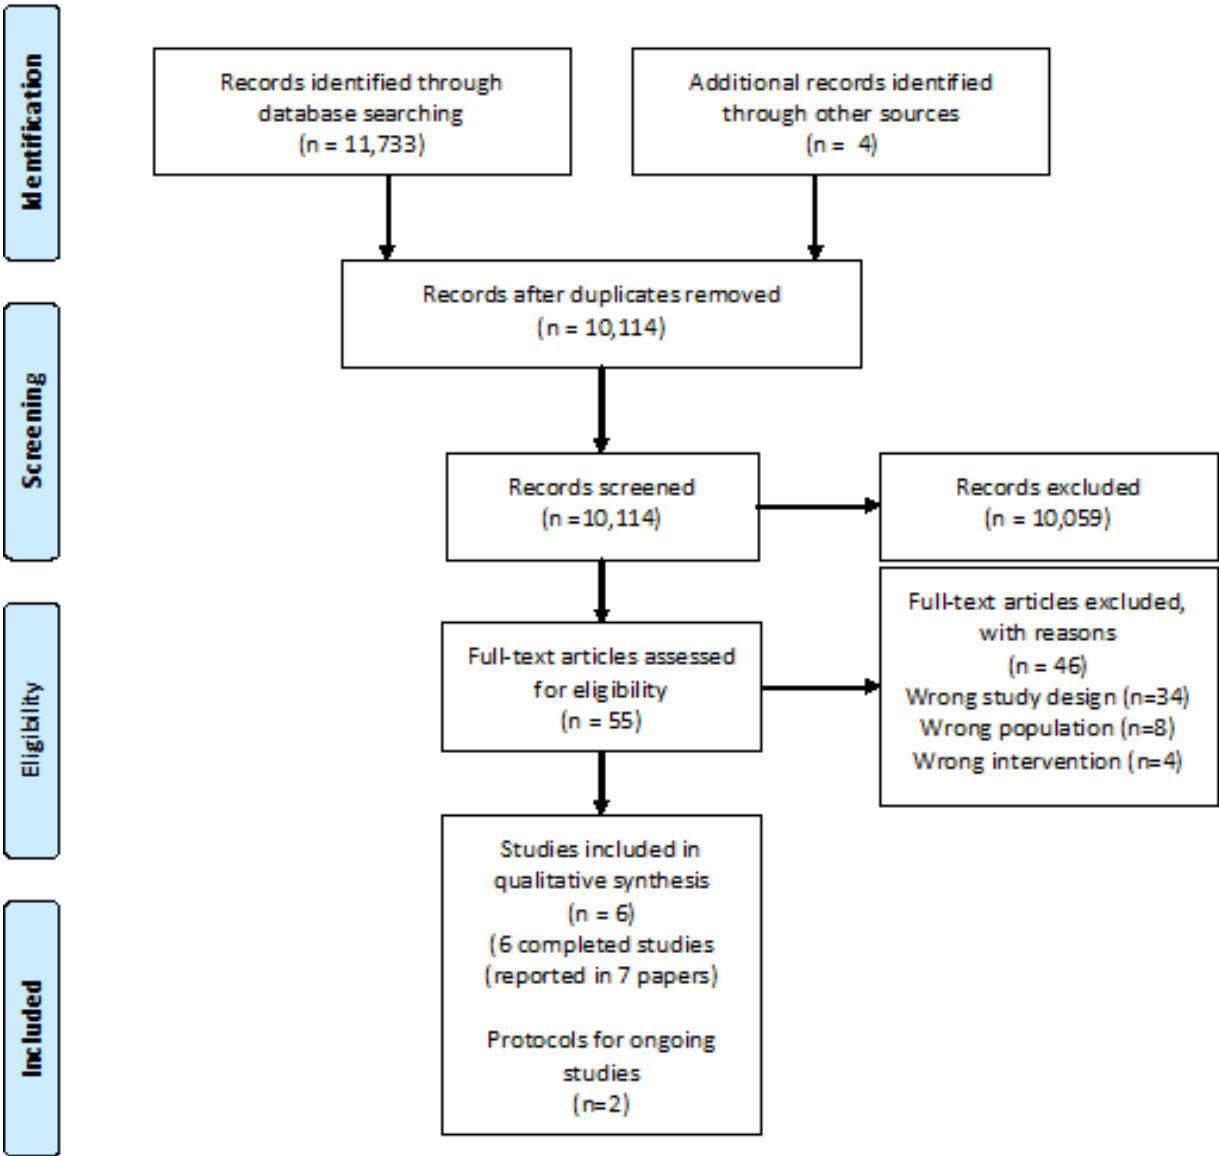 Identification
Records identified through
database searching
(n = 11,733)
Additional records identified
through other sources
(n = 4)
Records after duplicates removed
(n = 10,114)
Screening
Records screened
(n =10,114)
Records excluded
(n = 10,059)
Eligibility
Full-text articles assessed
for eligibility
(n = 55)
Full-text articles excluded,
with reasons
(n = 46)
Wrong study design (n=34)
Wrong population (n=8)
Wrong intervention (n=4)
Included
Studies included in
qualitative synthesis
(n = 6)
(6 completed studies
(reported in 7 papers)
Protocols for ongoing
studies
(n=2)